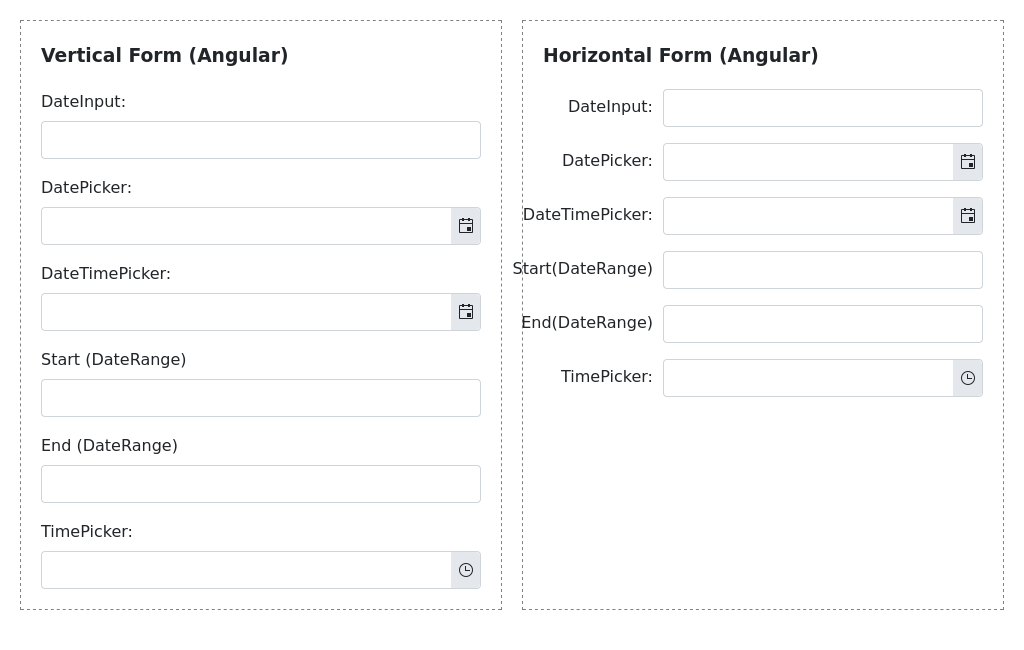 Vertical Form (Angular)
DateInput:
DatePicker:
DateTimePicker:
Start (DateRange)
End (DateRange)
TimePicker:
Horizontal Form (Angular)
DateInput:
DatePicker:
DateTimePicker:
Start(DateRange)
End(DateRange)
TimePicker: